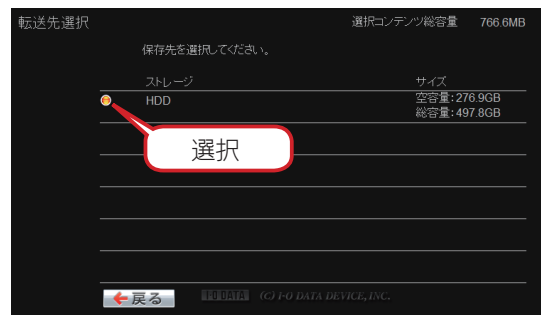 転送先選択 選択コンテンツ総容量 766.6MB
保存先を選択してください。
ストレージ サイズ
HDD 空容量:276.9GB
総容量:497.8GB
選択
戻る I-O DATA (C) I-O DATA DEVICE, INC.